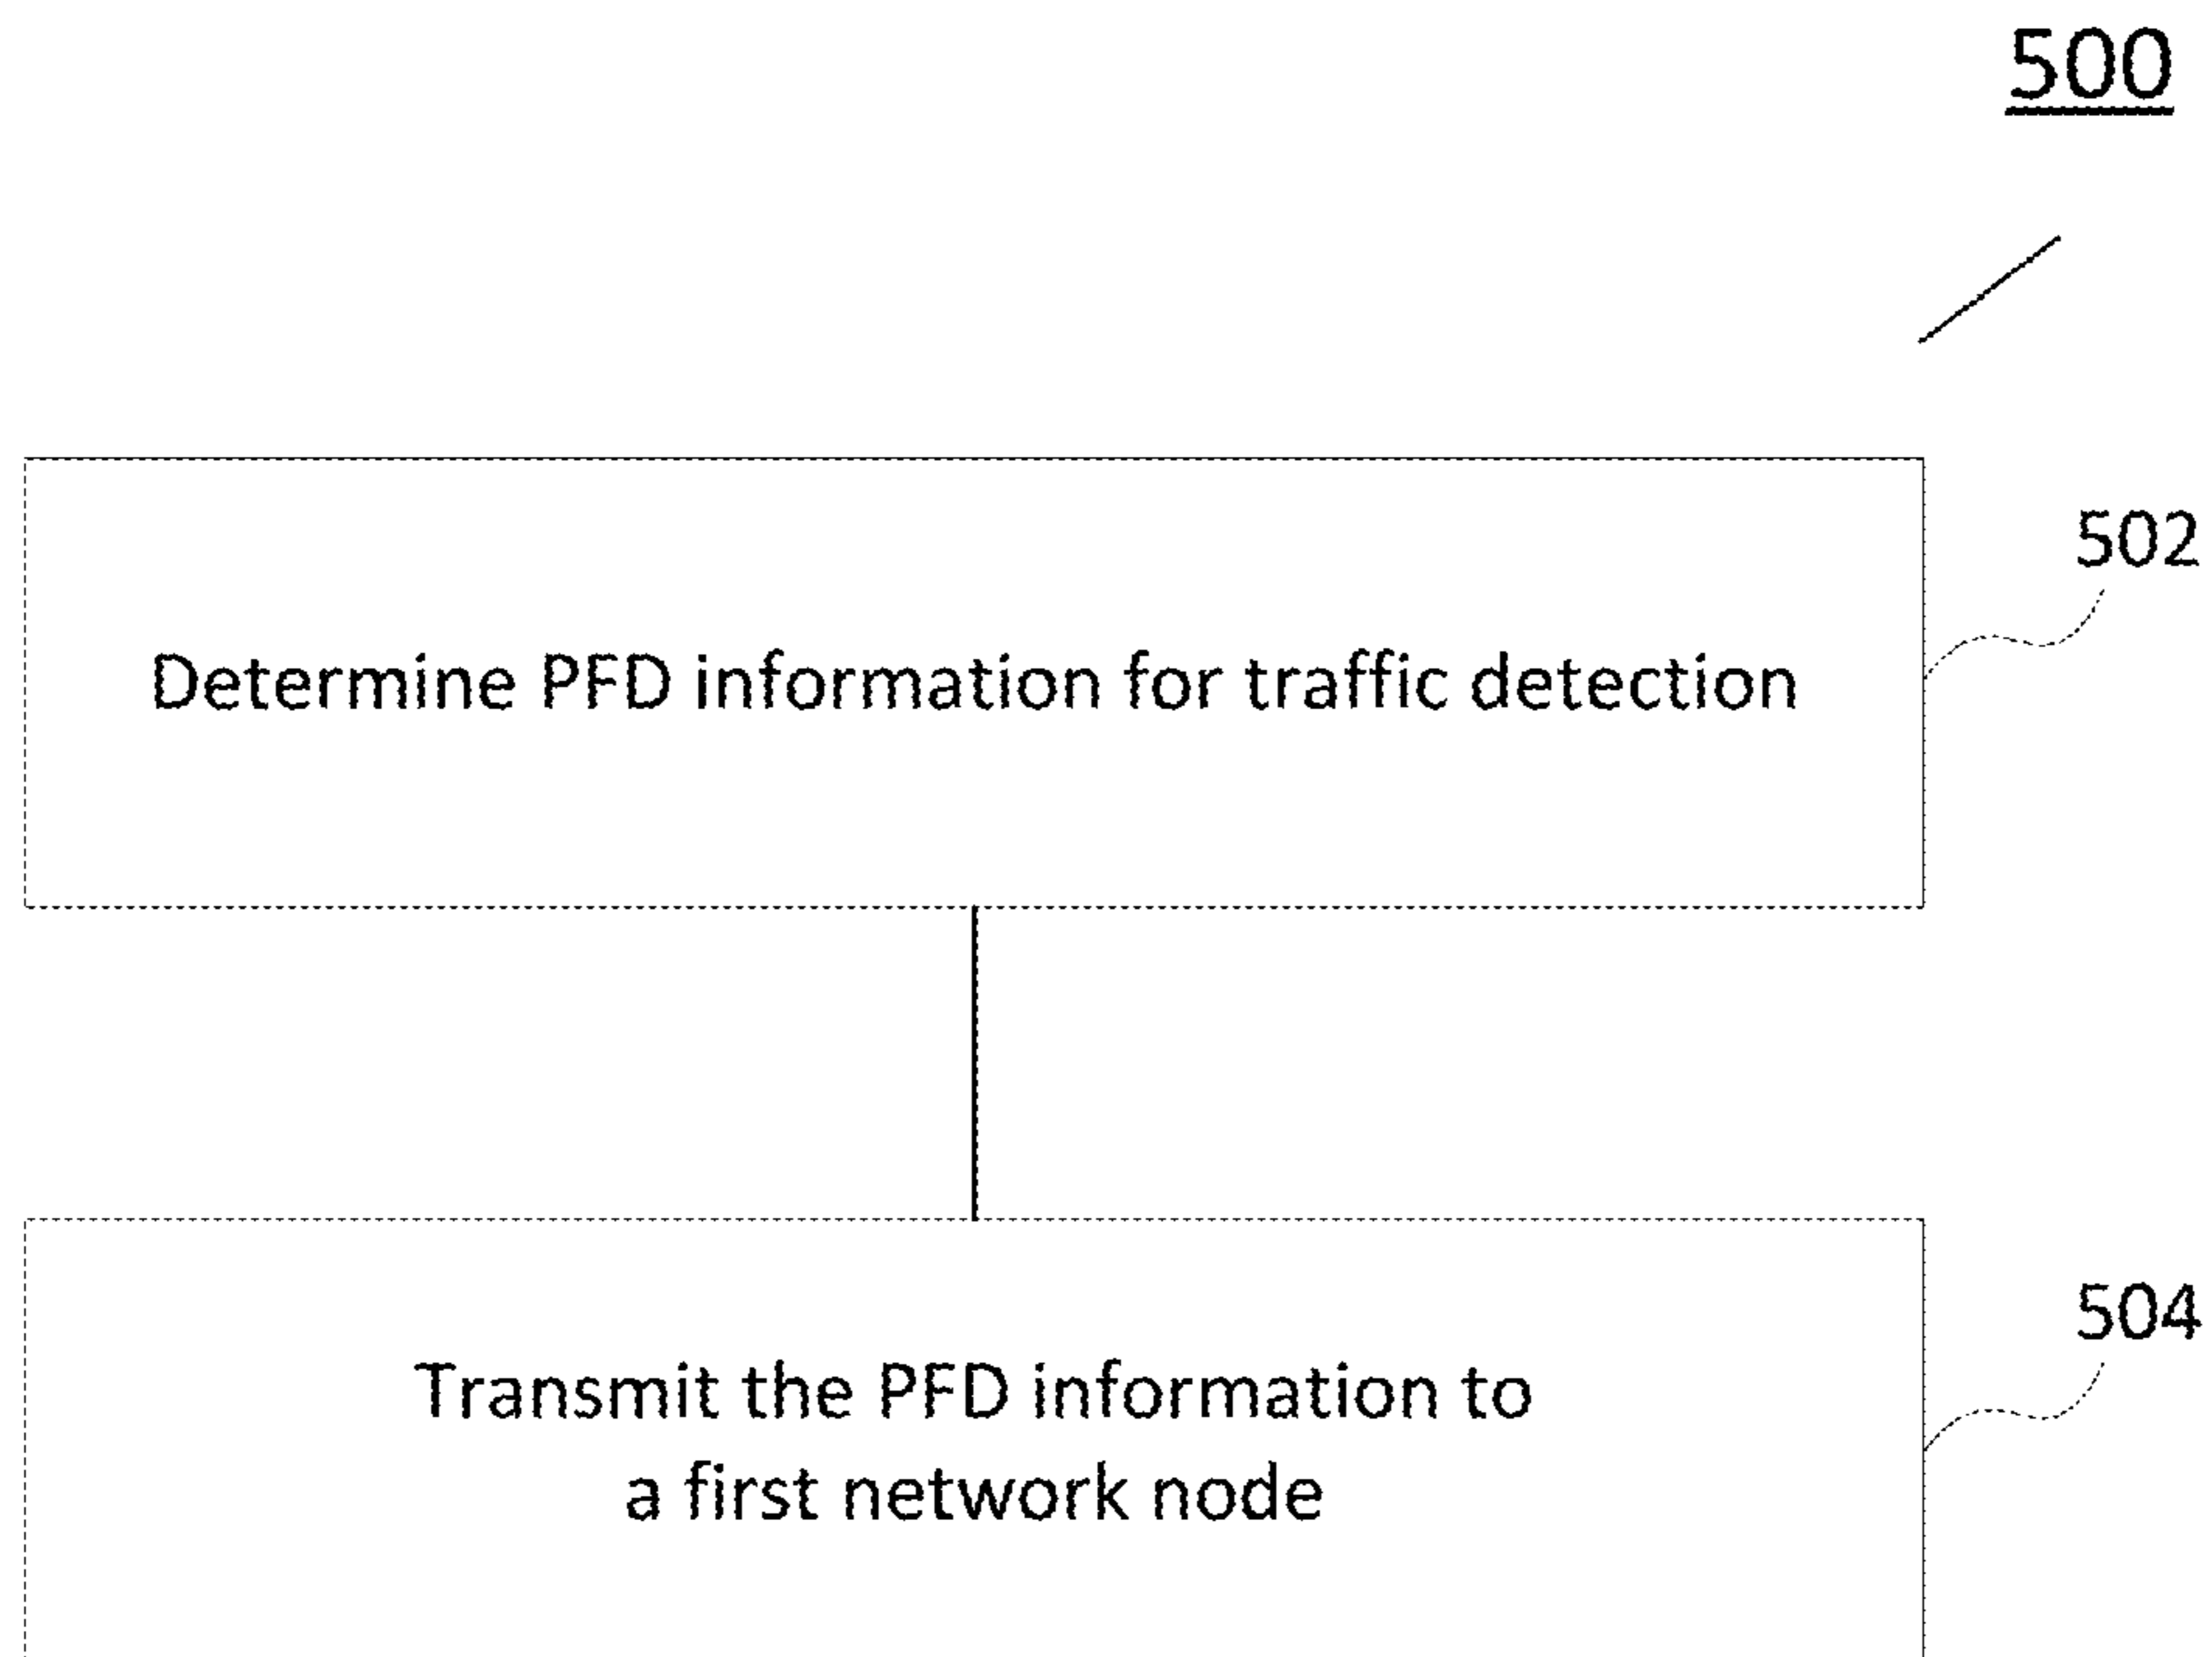 500
502
Determine PFD information for traffic detection
504
Transmit the PFD information to
a first network node